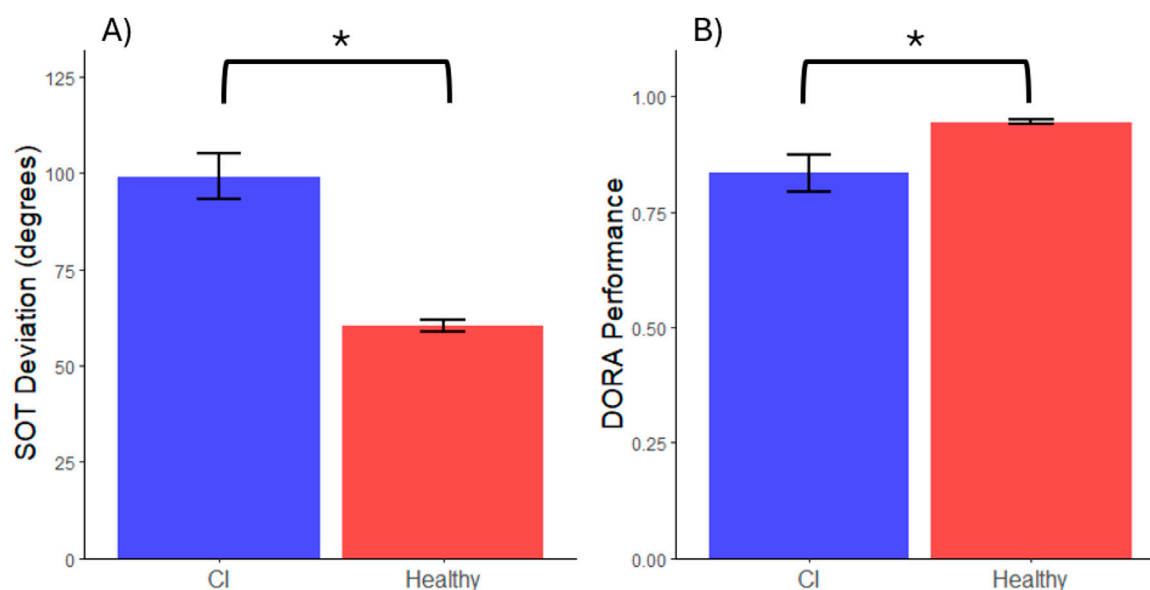 A)
*
SOT Deviation (degrees)
125
100
75
50
25
0
CI
Healthy
B)
*
DORA Performance
1.00
0.75
0.50
0.25
0.00
CI
Healthy